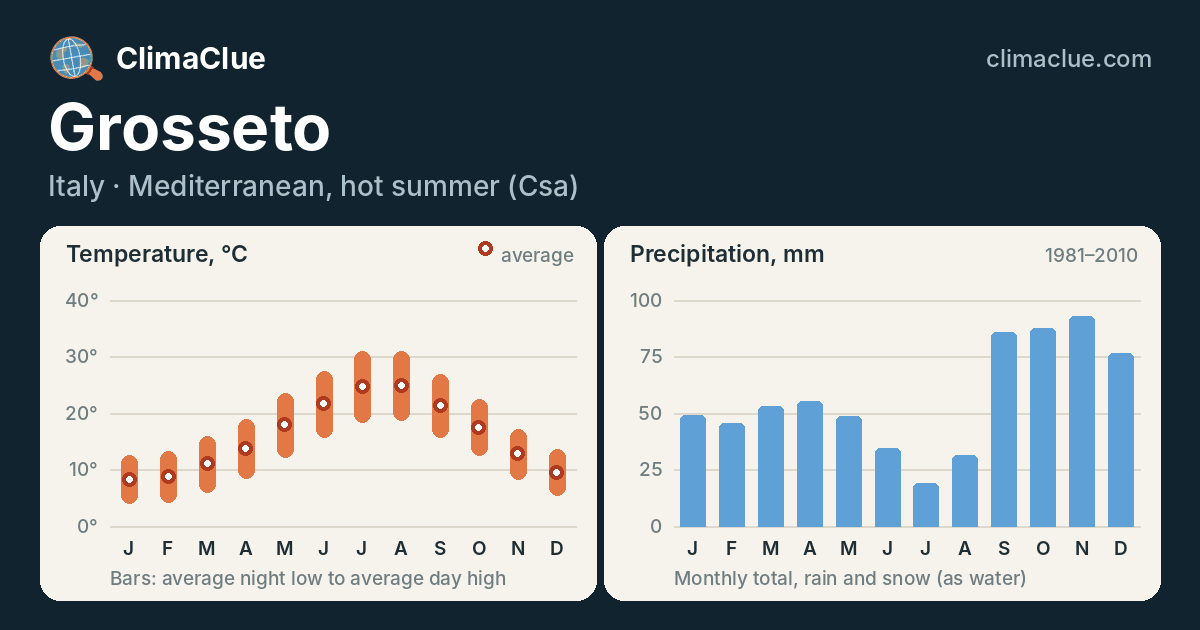 ClimaClue
climaclue.com
Grosseto
Italy · Mediterranean, hot summer (Csa)
Temperature, °C
average
40°
30°
20°
10°
0°
J F M A M J J A S O N D
Bars: average night low to average day high
Precipitation, mm
1981–2010
100
75
50
25
0
J F M A M J J A S O N D
Monthly total, rain and snow (as water)